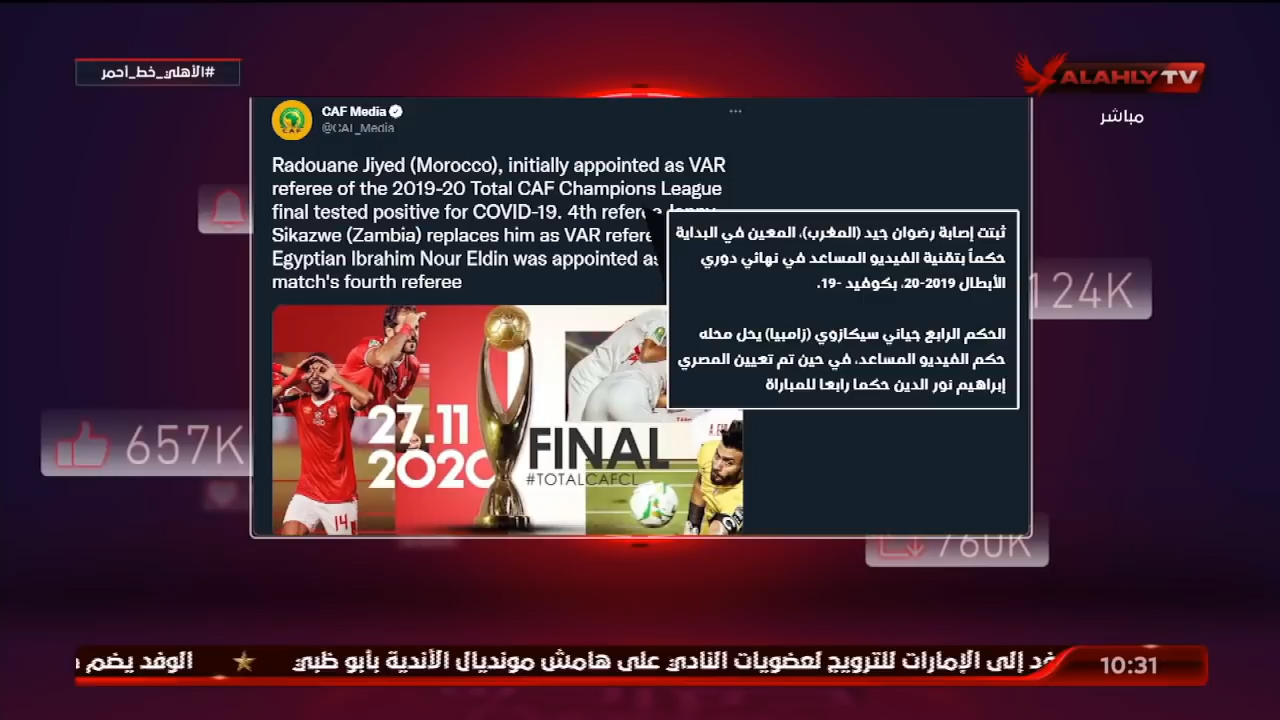 #الأهلي_خط_أحمر
ALAHLY TV
مباشر
CAF Media
@CAF_Media
Radouane Jiyed (Morocco), initially appointed as VAR
referee of the 2019-20 Total CAF Champions League
final tested positive for COVID-19. 4th referee Janny
Sikazwe (Zambia) replaces him as VAR refere
Egyptian Ibrahim Nour Eldin was appointed as
match's fourth referee
ثبتت إصابة رضوان جيد (المغرب)، المعين في البداية
حكماً بتقنية الفيديو المساعد في نهائي دوري
الأبطال 2019-20، بكوفيد -19.
الحكم الرابع جياني سيكازوي (زامبيا) يحل محله
حكم الفيديو المساعد، في حين تم تعيين المصري
إبراهيم نور الدين حكما رابعا للمباراة
124K
657K
760K
27.11
2020
FINAL
#TOTALCAFCL
14
فد إلى الإمارات للترويج لعضويات النادي على هامش مونديال الأندية بأبو ظبي
الوفد يضم
10:31